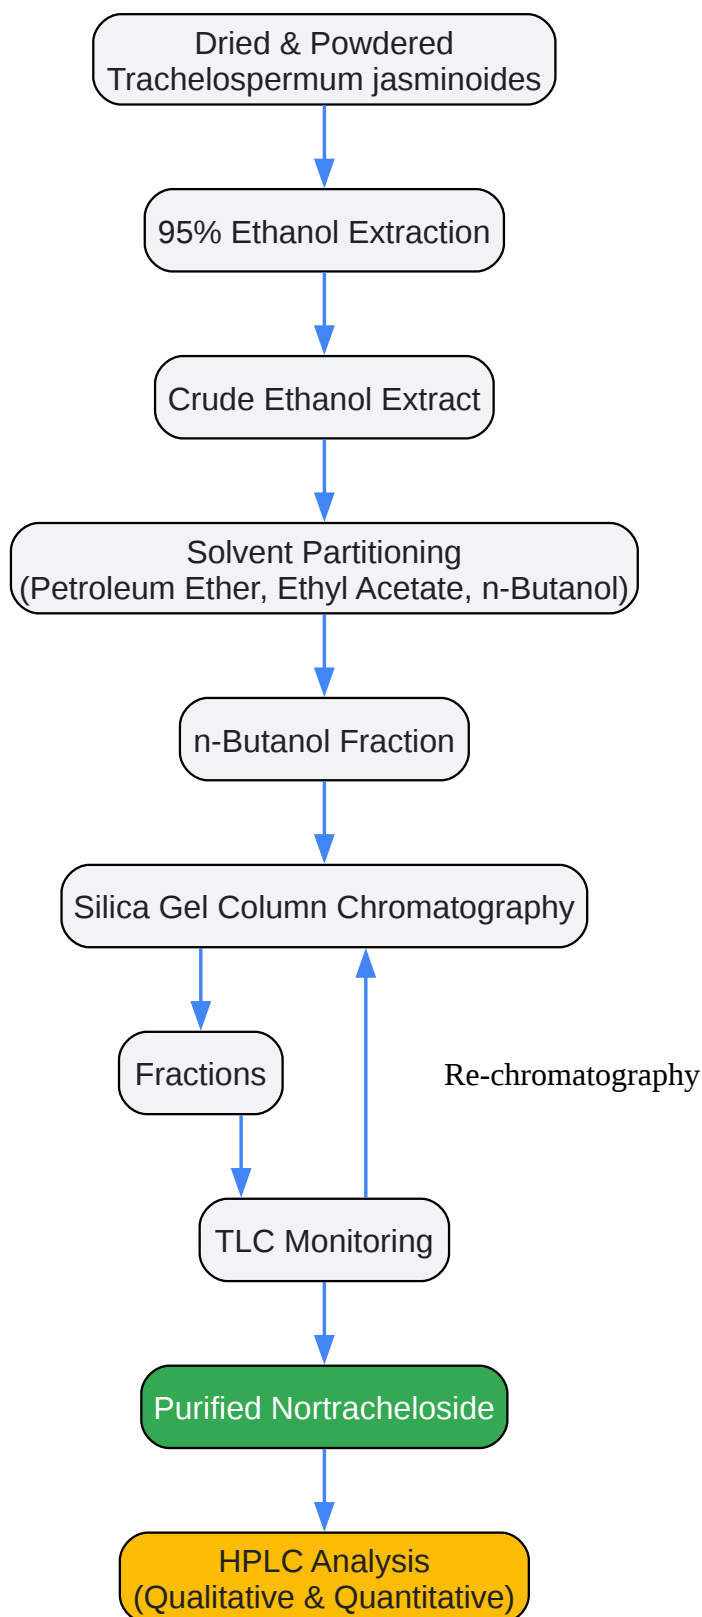 Dried & Powdered
Trachelospermum jasminoides
95% Ethanol Extraction
Crude Ethanol Extract
Solvent Partitioning
(Petroleum Ether, Ethyl Acetate, n-Butanol)
n-Butanol Fraction
Silica Gel Column Chromatography
Fractions
Re-chromatography
TLC Monitoring
Purified Nortracheloside
HPLC Analysis
(Qualitative & Quantitative)